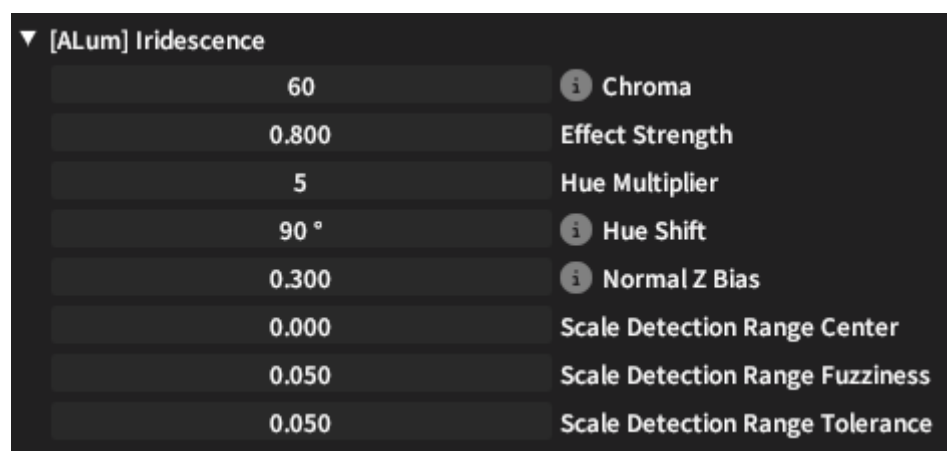 ▼ [ALum] Iridescence
60 i Chroma
0.800 Effect Strength
5 Hue Multiplier
90 ° i Hue Shift
0.300 i Normal Z Bias
0.000 Scale Detection Range Center
0.050 Scale Detection Range Fuzziness
0.050 Scale Detection Range Tolerance